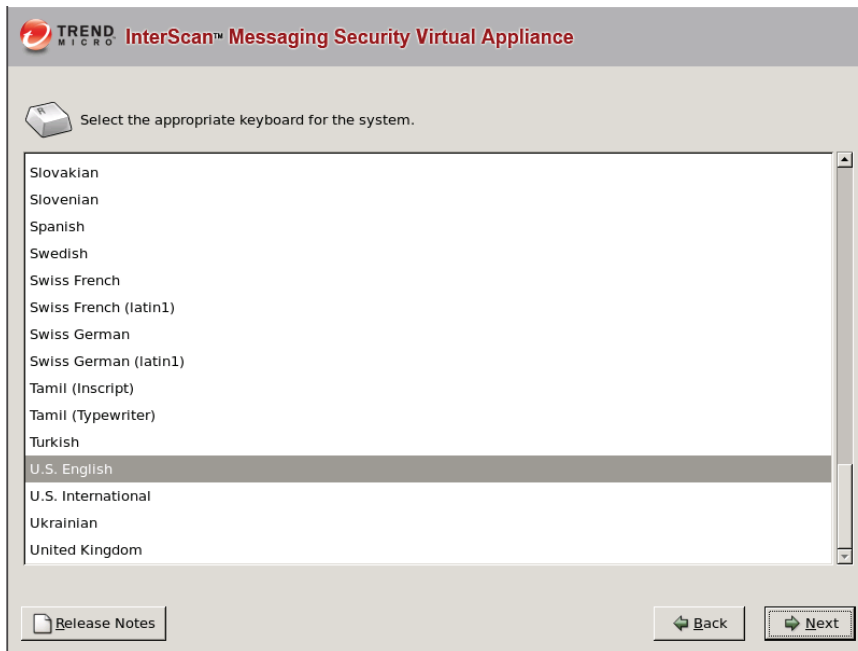 TREND MICRO InterScan™ Messaging Security Virtual Appliance
R
Select the appropriate keyboard for the system.
Slovakian
Slovenian
Spanish
Swedish
Swiss French
Swiss French (latin1)
Swiss German
Swiss German (latin1)
Tamil (Inscript)
Tamil (Typewriter)
Turkish
U.S. English
U.S. International
Ukrainian
United Kingdom
Release Notes Back Next